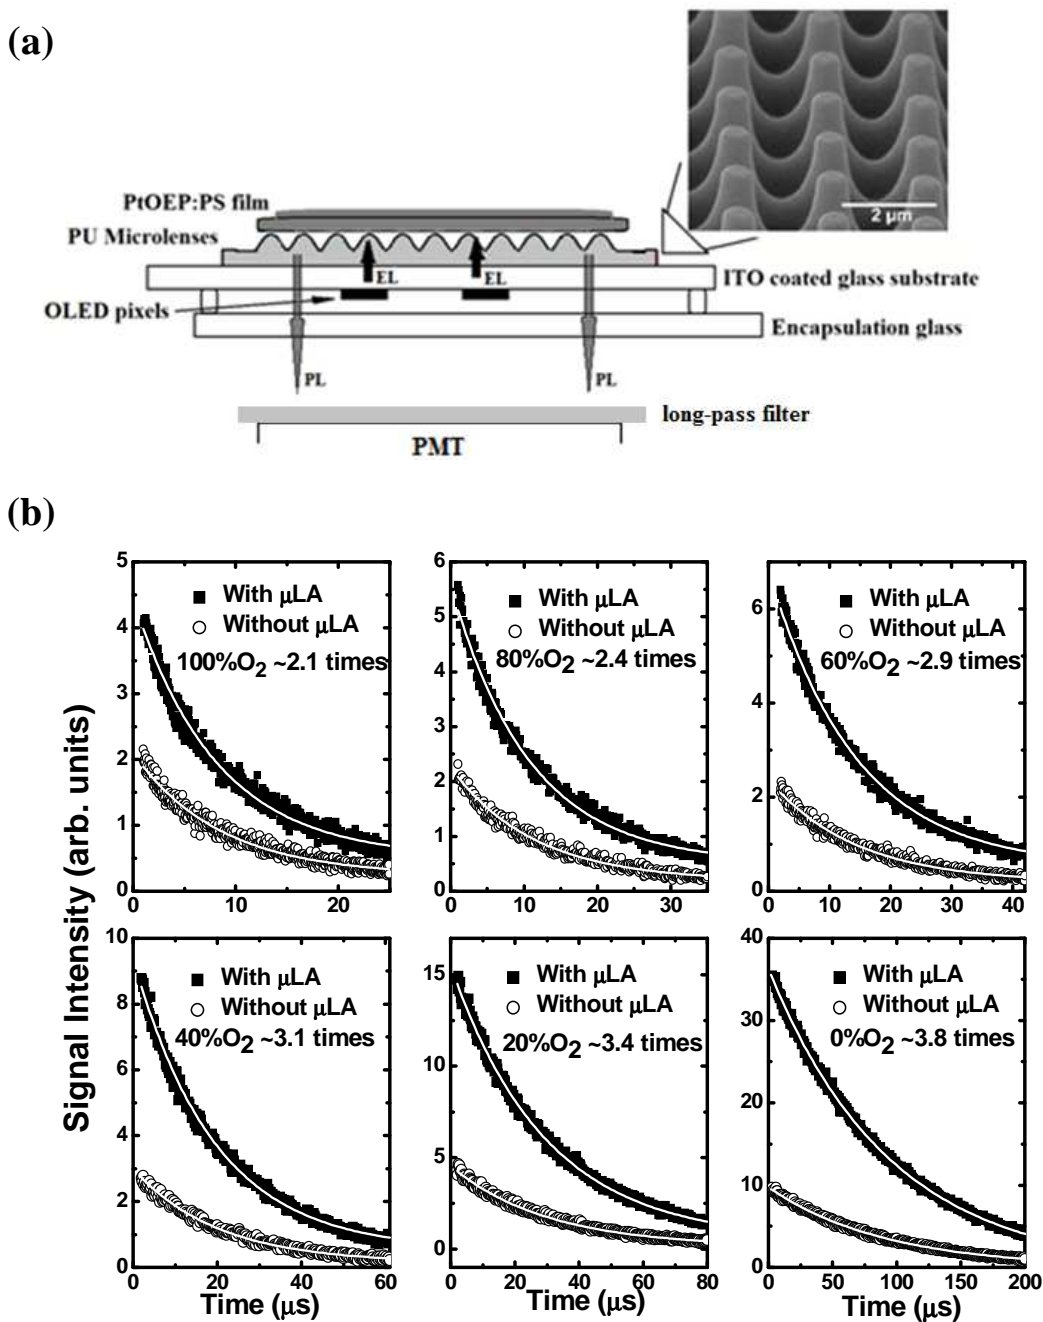 (a)
2 μm
PtOEP:PS film
PU Microlenses
EL
EL
ITO coated glass substrate
OLED pixels
Encapsulation glass
PL
PL
long-pass filter
PMT
(b)
Signal Intensity (arb. units)
5
4
3
2
1
0
With μLA
Without μLA
100%O2 ~2.1 times
0 10 20
6
5
4
3
2
1
0
With μLA
Without μLA
80%O2 ~2.4 times
0 10 20 30
6
4
2
0
With μLA
Without μLA
60%O2 ~2.9 times
0 10 20 30 40
10
8
6
4
2
0
With μLA
Without μLA
40%O2 ~3.1 times
0 20 40 60
Time (μs)
15
10
5
0
With μLA
Without μLA
20%O2 ~3.4 times
0 20 40 60 80
Time (μs)
40
30
20
10
0
With μLA
Without μLA
0%O2 ~3.8 times
0 50 100 150 200
Time (μs)